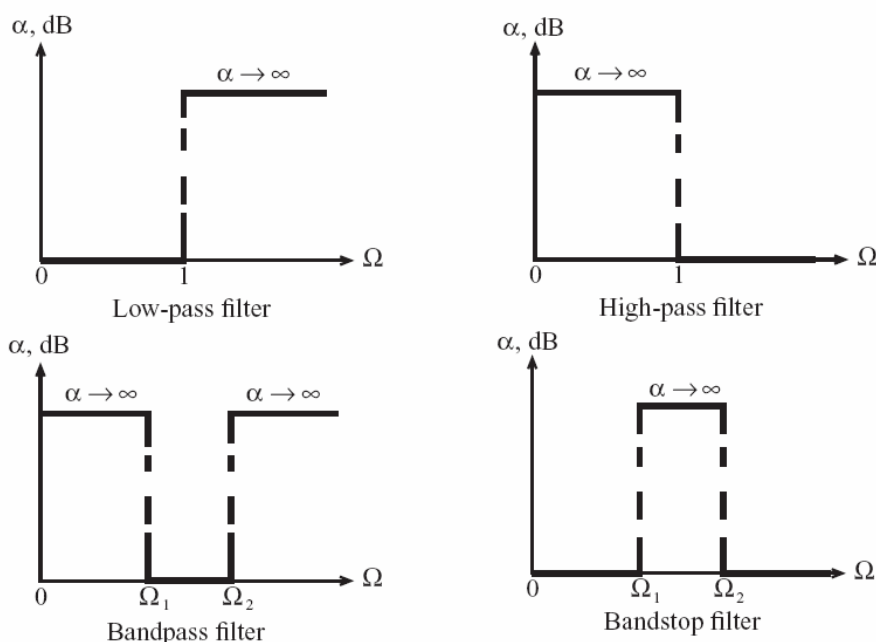 α, dB
α → ∞
0
1
Ω
Low-pass filter
α, dB
α → ∞
0
1
Ω
High-pass filter
α, dB
α → ∞
α → ∞
0
Ω₁
Ω₂
Ω
Bandpass filter
α, dB
α → ∞
0
Ω₁
Ω₂
Ω
Bandstop filter